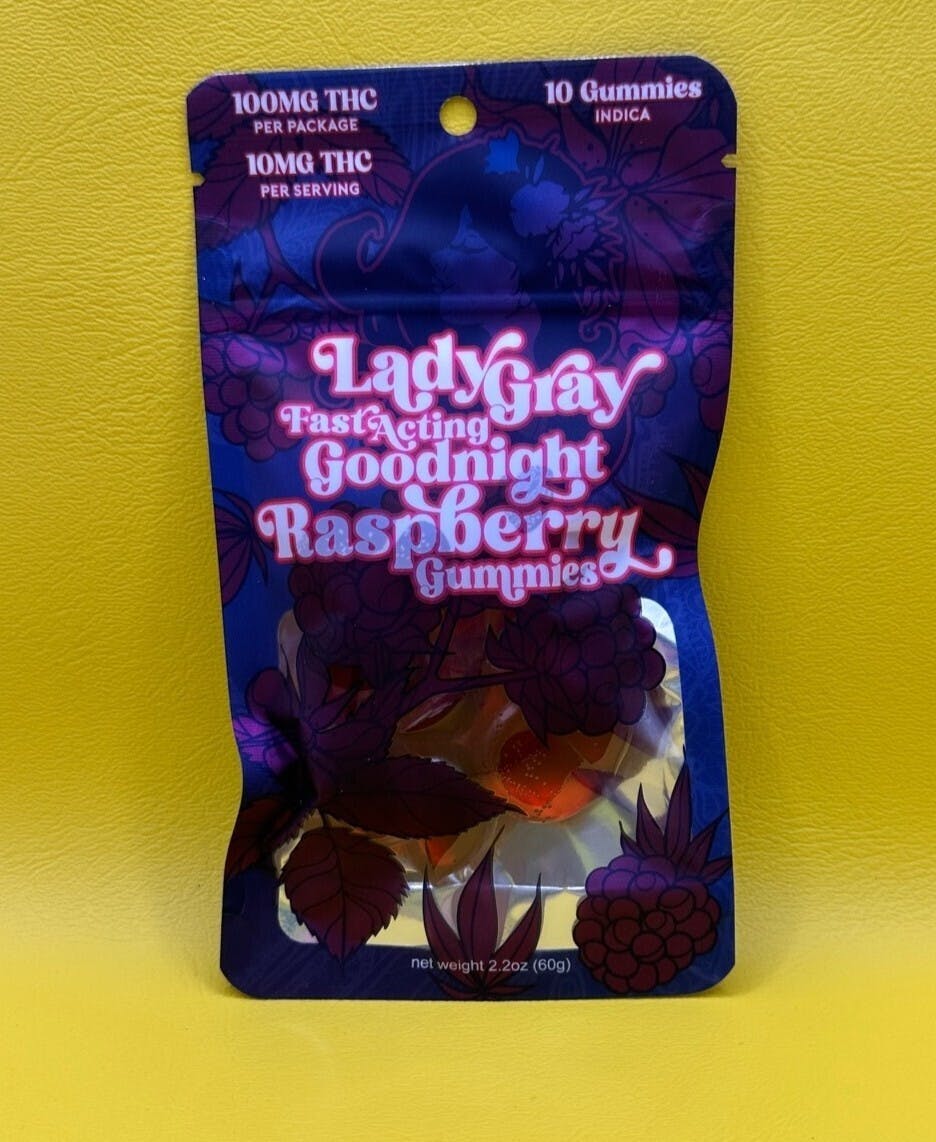 100MG THC
PER PACKAGE
10MG THC
PER SERVING
10 Gummies
INDICA
Lady Gray
Fast Acting
Goodnight
Raspberry
Gummies
net weight 2.2oz (60g)